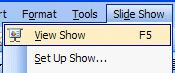 t Format Tools Slide Show
View Show F5
Set Up Show...